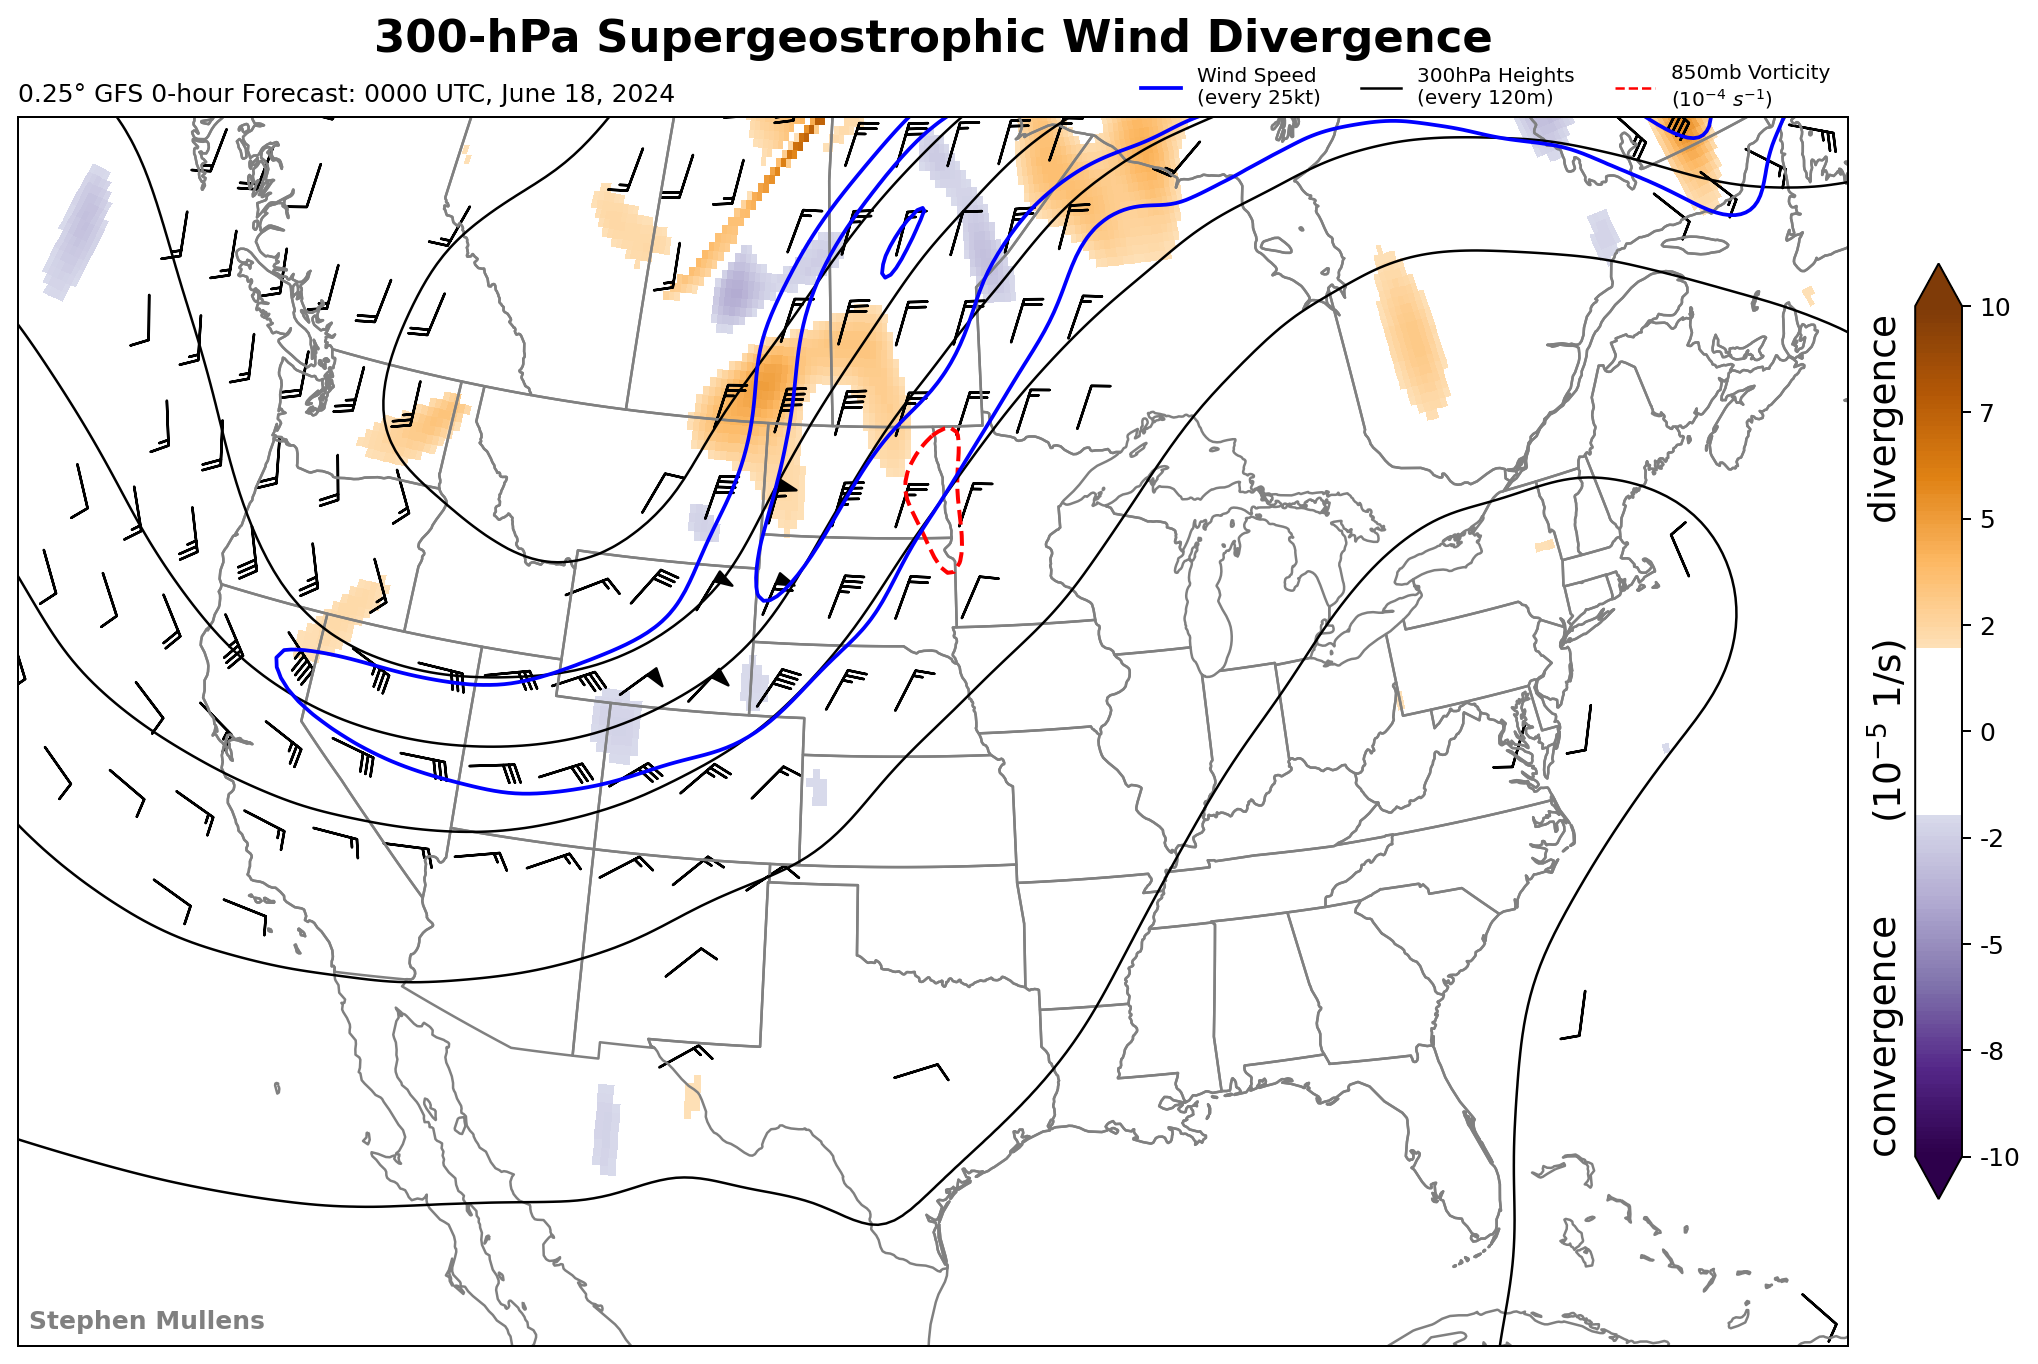 300-hPa Supergeostrophic Wind Divergence
0.25° GFS 0-hour Forecast: 0000 UTC, June 18, 2024
Wind Speed
(every 25kt)
300hPa Heights
(every 120m)
850mb Vorticity
(10⁻⁴ s⁻¹)
10
7
5
2
0
-2
-5
-8
-10
convergence (10⁻⁵ 1/s) divergence
Stephen Mullens